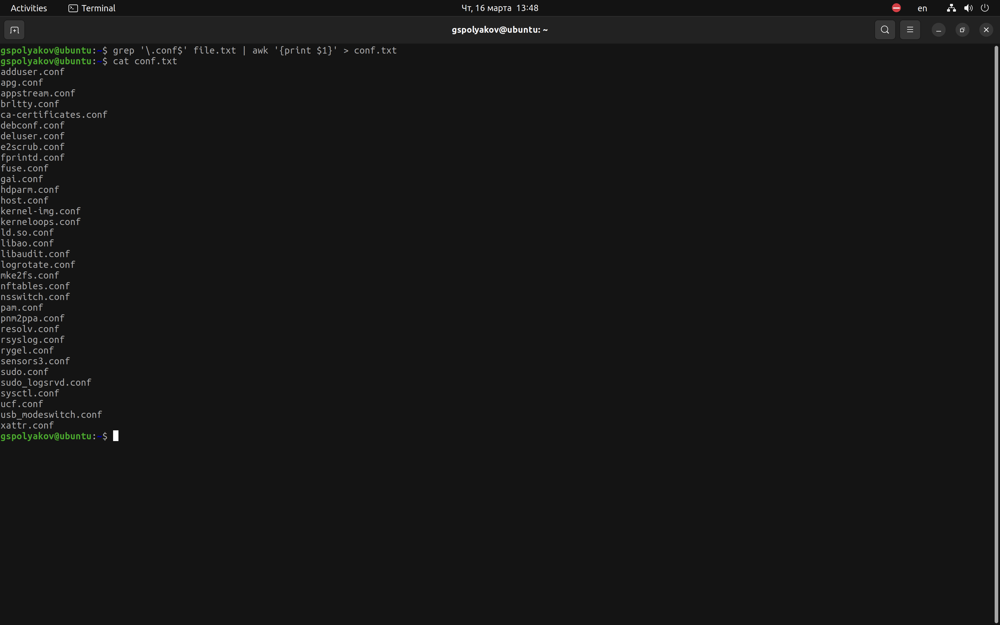 Activities Terminal Чт, 16 марта 13:48 en
gspolyakov@ubuntu: ~
gspolyakov@ubuntu:~$ grep '\.conf$' file.txt | awk '{print $1}' > conf.txt
gspolyakov@ubuntu:~$ cat conf.txt
adduser.conf
apg.conf
appstream.conf
brltty.conf
ca-certificates.conf
debconf.conf
deluser.conf
e2scrub.conf
fprintd.conf
fuse.conf
gai.conf
hdparm.conf
host.conf
kernel-img.conf
kerneloops.conf
ld.so.conf
libao.conf
libaudit.conf
logrotate.conf
mke2fs.conf
nftables.conf
nsswitch.conf
pam.conf
pnm2ppa.conf
resolv.conf
rsyslog.conf
rygel.conf
sensors3.conf
sudo.conf
sudo_logsrvd.conf
sysctl.conf
ucf.conf
usb_modeswitch.conf
xattr.conf
gspolyakov@ubuntu:~$